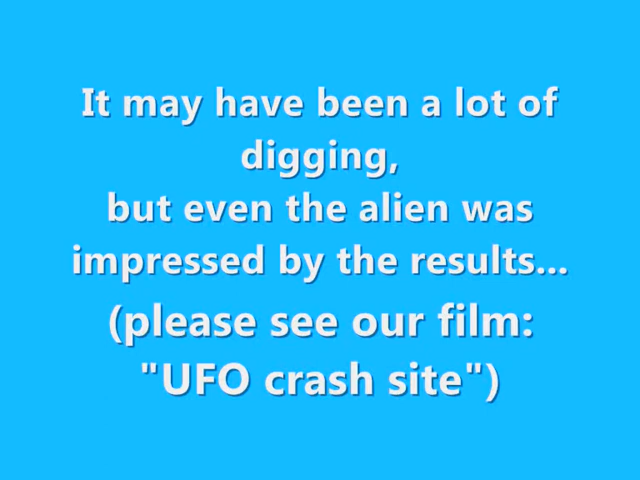 It may have been a lot of
digging,
but even the alien was
impressed by the results...
(please see our film:
"UFO crash site")